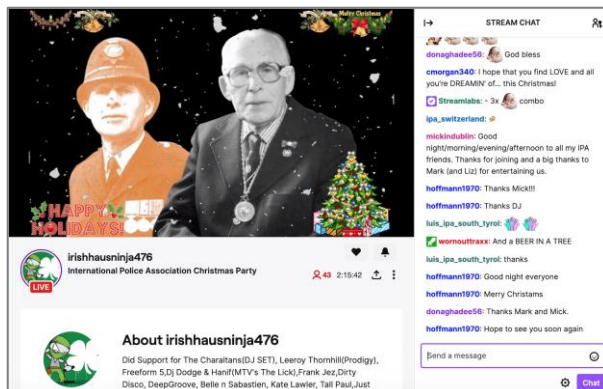 Merry Christmas
HAPPY
HOLIDAYS!
LIVE
irishhausninja476
International Police Association Christmas Party
43 2:15:42
About irishhausninja476
Did Support for The Charaltans(DJ SET), Leeroy Thornhill(Prodigy),
Freeform 5,Dj Dodge & Hanif(MTV's The Lick),Frank Jez,Dirty
Disco, DeepGroove, Belle n Sabastien, Kate Lawler, Tall Paul,Just
STREAM CHAT
donaghadee56: God bless
cmorgan340: I hope that you find LOVE and all
you're DREAMIN' of... this Christmas!
Streamlabs: - 3x combo
ipa_switzerland:
mickindublin: Good
night/morning/evening/afternoon to all my IPA
friends. Thanks for joining and a big thanks to
Mark (and Liz) for entertaining us.
hoffmann1970: Thanks Mick!!!
hoffmann1970: Thanks DJ
luis_ipa_south_tyrol:
wornouttraxx: And a BEER IN A TREE
luis_ipa_south_tyrol: thanks
hoffmann1970: Good night everyone
hoffmann1970: Merry Christams
donaghadee56: Thanks Mark and Mick.
hoffmann1970: Hope to see you soon again
Send a message
Chat